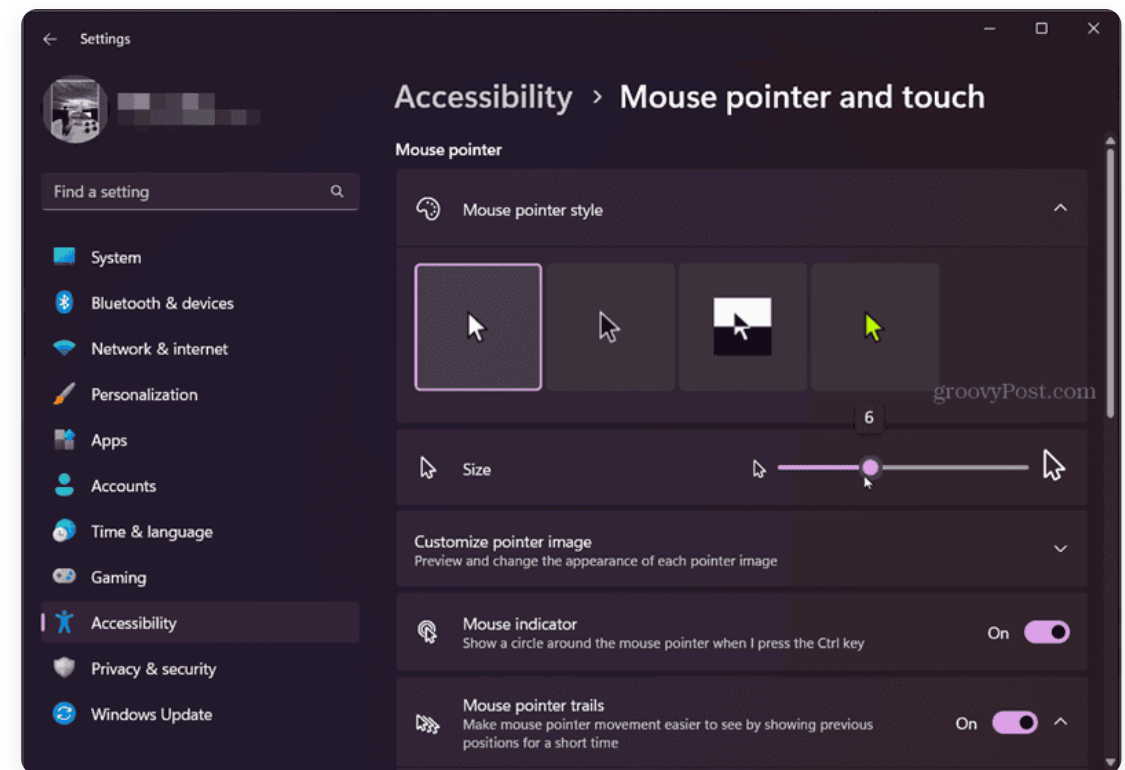 Settings
Accessibility > Mouse pointer and touch
Mouse pointer
Find a setting
Mouse pointer style
System
Bluetooth & devices
Network & internet
Personalization
Apps
Accounts
Time & language
Gaming
Accessibility
Privacy & security
Windows Update
groovyPost.com
6
Size
Customize pointer image
Preview and change the appearance of each pointer image
Mouse indicator
Show a circle around the mouse pointer when I press the Ctrl key
On
Mouse pointer trails
Make mouse pointer movement easier to see by showing previous
positions for a short time
On